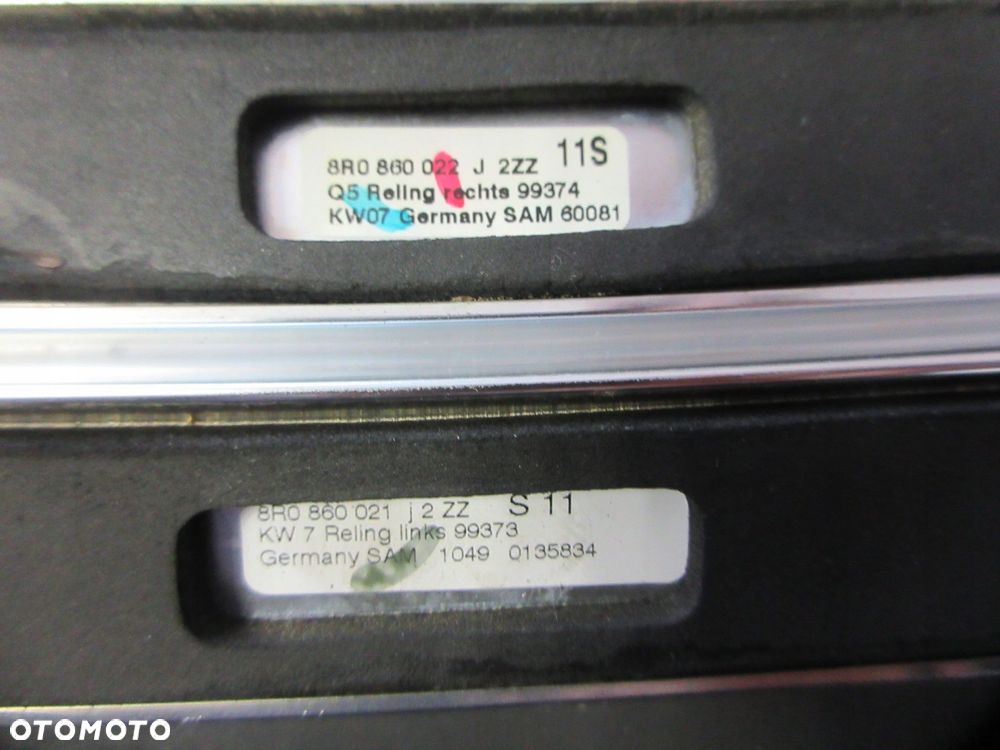 8R0 860 022 J 2ZZ 11S
Q5 Reling rechts 99374
KW07 Germany SAM 60081
8R0 860 021 j 2 ZZ S 11
KW 7 Reling links 99373
Germany SAM 1049 0135834
OTOMOTO